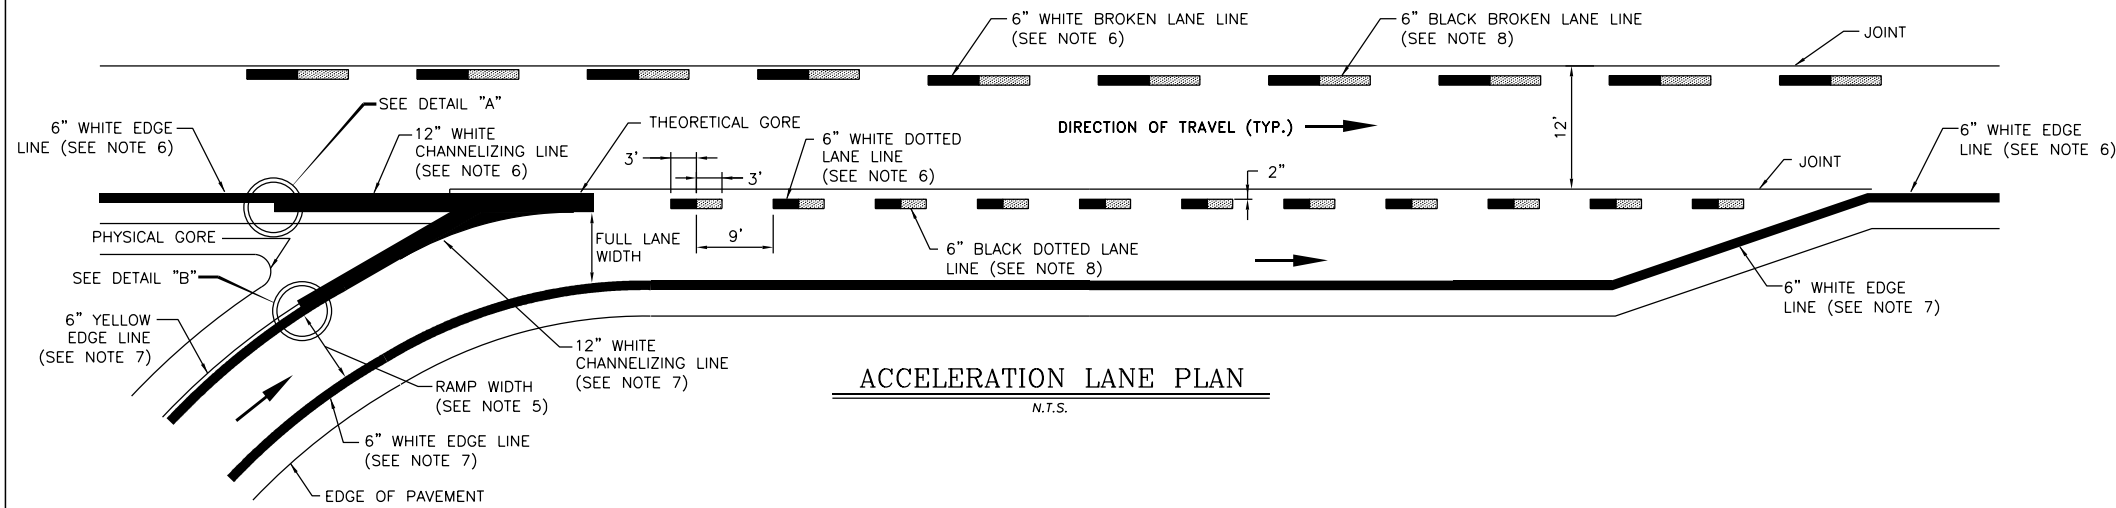 6” WHITE BROKEN LANE LINE
(SEE NOTE 6)
6” BLACK BROKEN LANE LINE
(SEE NOTE 8)
JOINT
SEE DETAIL "A"
6” WHITE EDGE
LINE (SEE NOTE 6)
12” WHITE
CHANNELIZING LINE
(SEE NOTE 6)
THEORETICAL GORE
3'
3'
6” WHITE DOTTED
LANE LINE
(SEE NOTE 6)
DIRECTION OF TRAVEL (TYP.)
12'
2”
JOINT
6” WHITE EDGE
LINE (SEE NOTE 6)
PHYSICAL GORE
FULL LANE
WIDTH
9'
6” BLACK DOTTED LANE
LINE (SEE NOTE 8)
SEE DETAIL "B"
6” YELLOW
EDGE LINE
(SEE NOTE 7)
12” WHITE
CHANNELIZING LINE
(SEE NOTE 7)
6” WHITE EDGE
LINE (SEE NOTE 7)
RAMP WIDTH
(SEE NOTE 5)
6” WHITE EDGE LINE
(SEE NOTE 7)
EDGE OF PAVEMENT
ACCELERATION LANE PLAN
N.T.S.